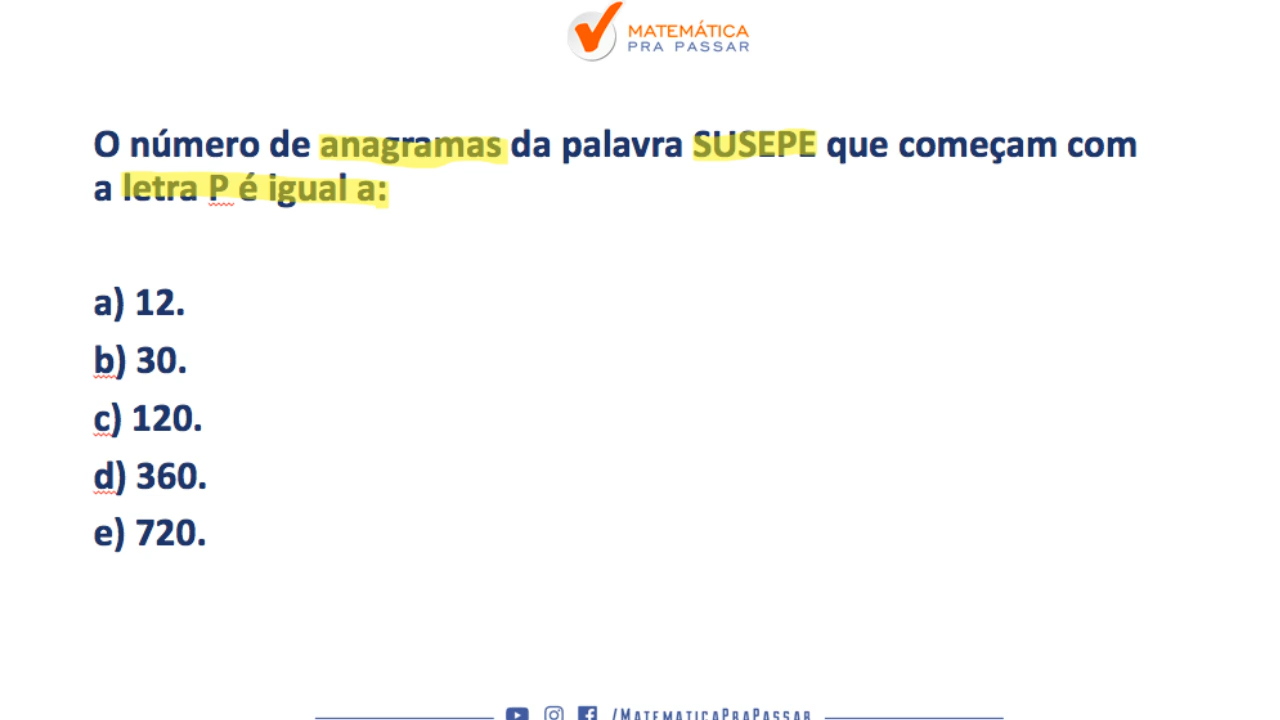 MATEMÁTICA
PRA PASSAR
O número de anagramas da palavra SUSEPE que começam com
a letra P é igual a:
a) 12.
b) 30.
c) 120.
d) 360.
e) 720.
/MATEMATICAPRAPASSAR